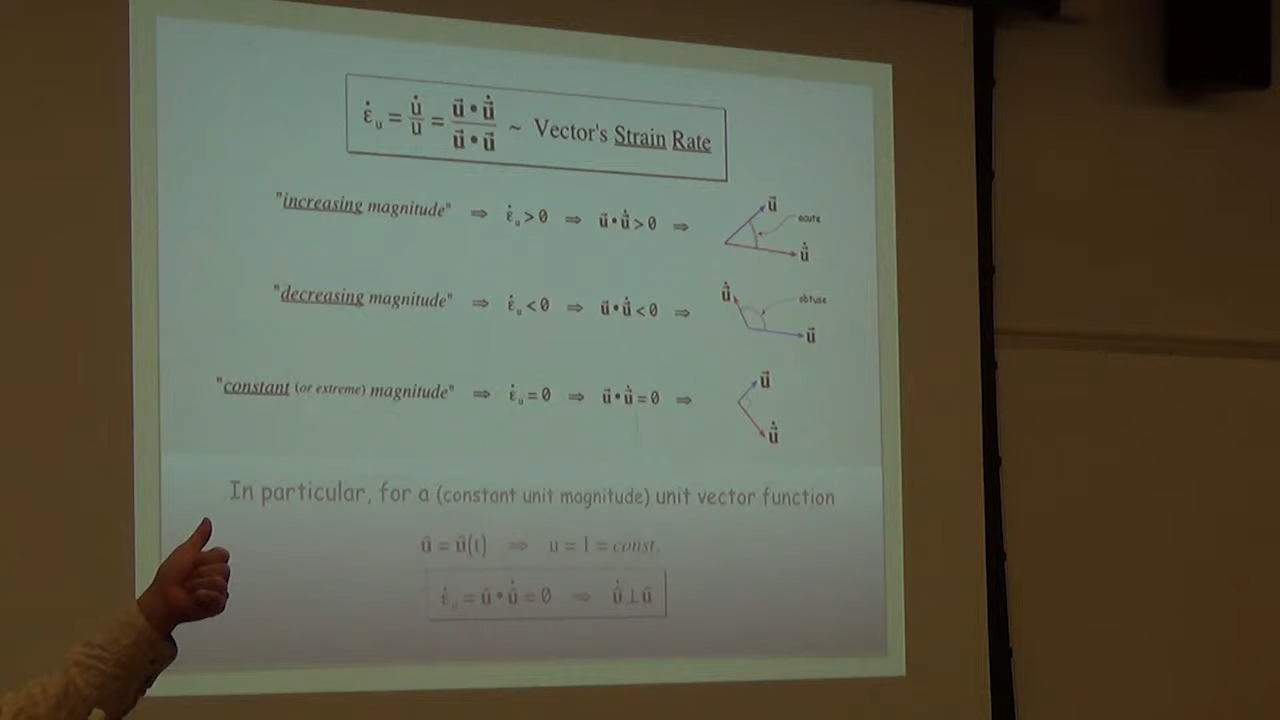 ε̇ᵤ = u̇/u = u⃗ • u⃗̇ / u⃗ • u⃗ ~ Vector's Strain Rate
"increasing magnitude" ⇒ ε̇ᵤ > 0 ⇒ u⃗ • u⃗̇ > 0 ⇒ u⃗ acute u⃗̇
"decreasing magnitude" ⇒ ε̇ᵤ < 0 ⇒ u⃗ • u⃗̇ < 0 ⇒ u⃗̇ obtuse u⃗
"constant (or extreme) magnitude" ⇒ ε̇ᵤ = 0 ⇒ u⃗ • u⃗̇ = 0 ⇒ u⃗ u⃗̇
In particular, for a (constant unit magnitude) unit vector function
û = û(t) ⇒ u = 1 = const.
ε̇ᵤ = û • û̇ = 0 ⇒ û̇ ⊥ û